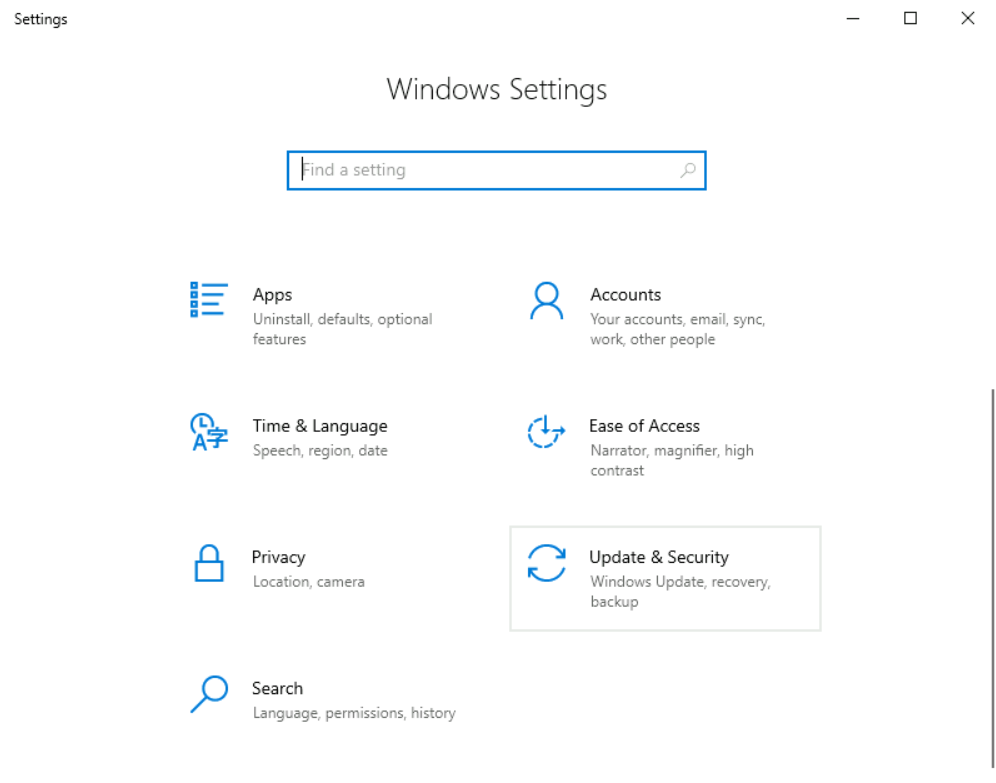 Settings
Windows Settings
Find a setting
Apps
Uninstall, defaults, optional
features
Accounts
Your accounts, email, sync,
work, other people
Time & Language
Speech, region, date
Ease of Access
Narrator, magnifier, high
contrast
Privacy
Location, camera
Update & Security
Windows Update, recovery,
backup
Search
Language, permissions, history